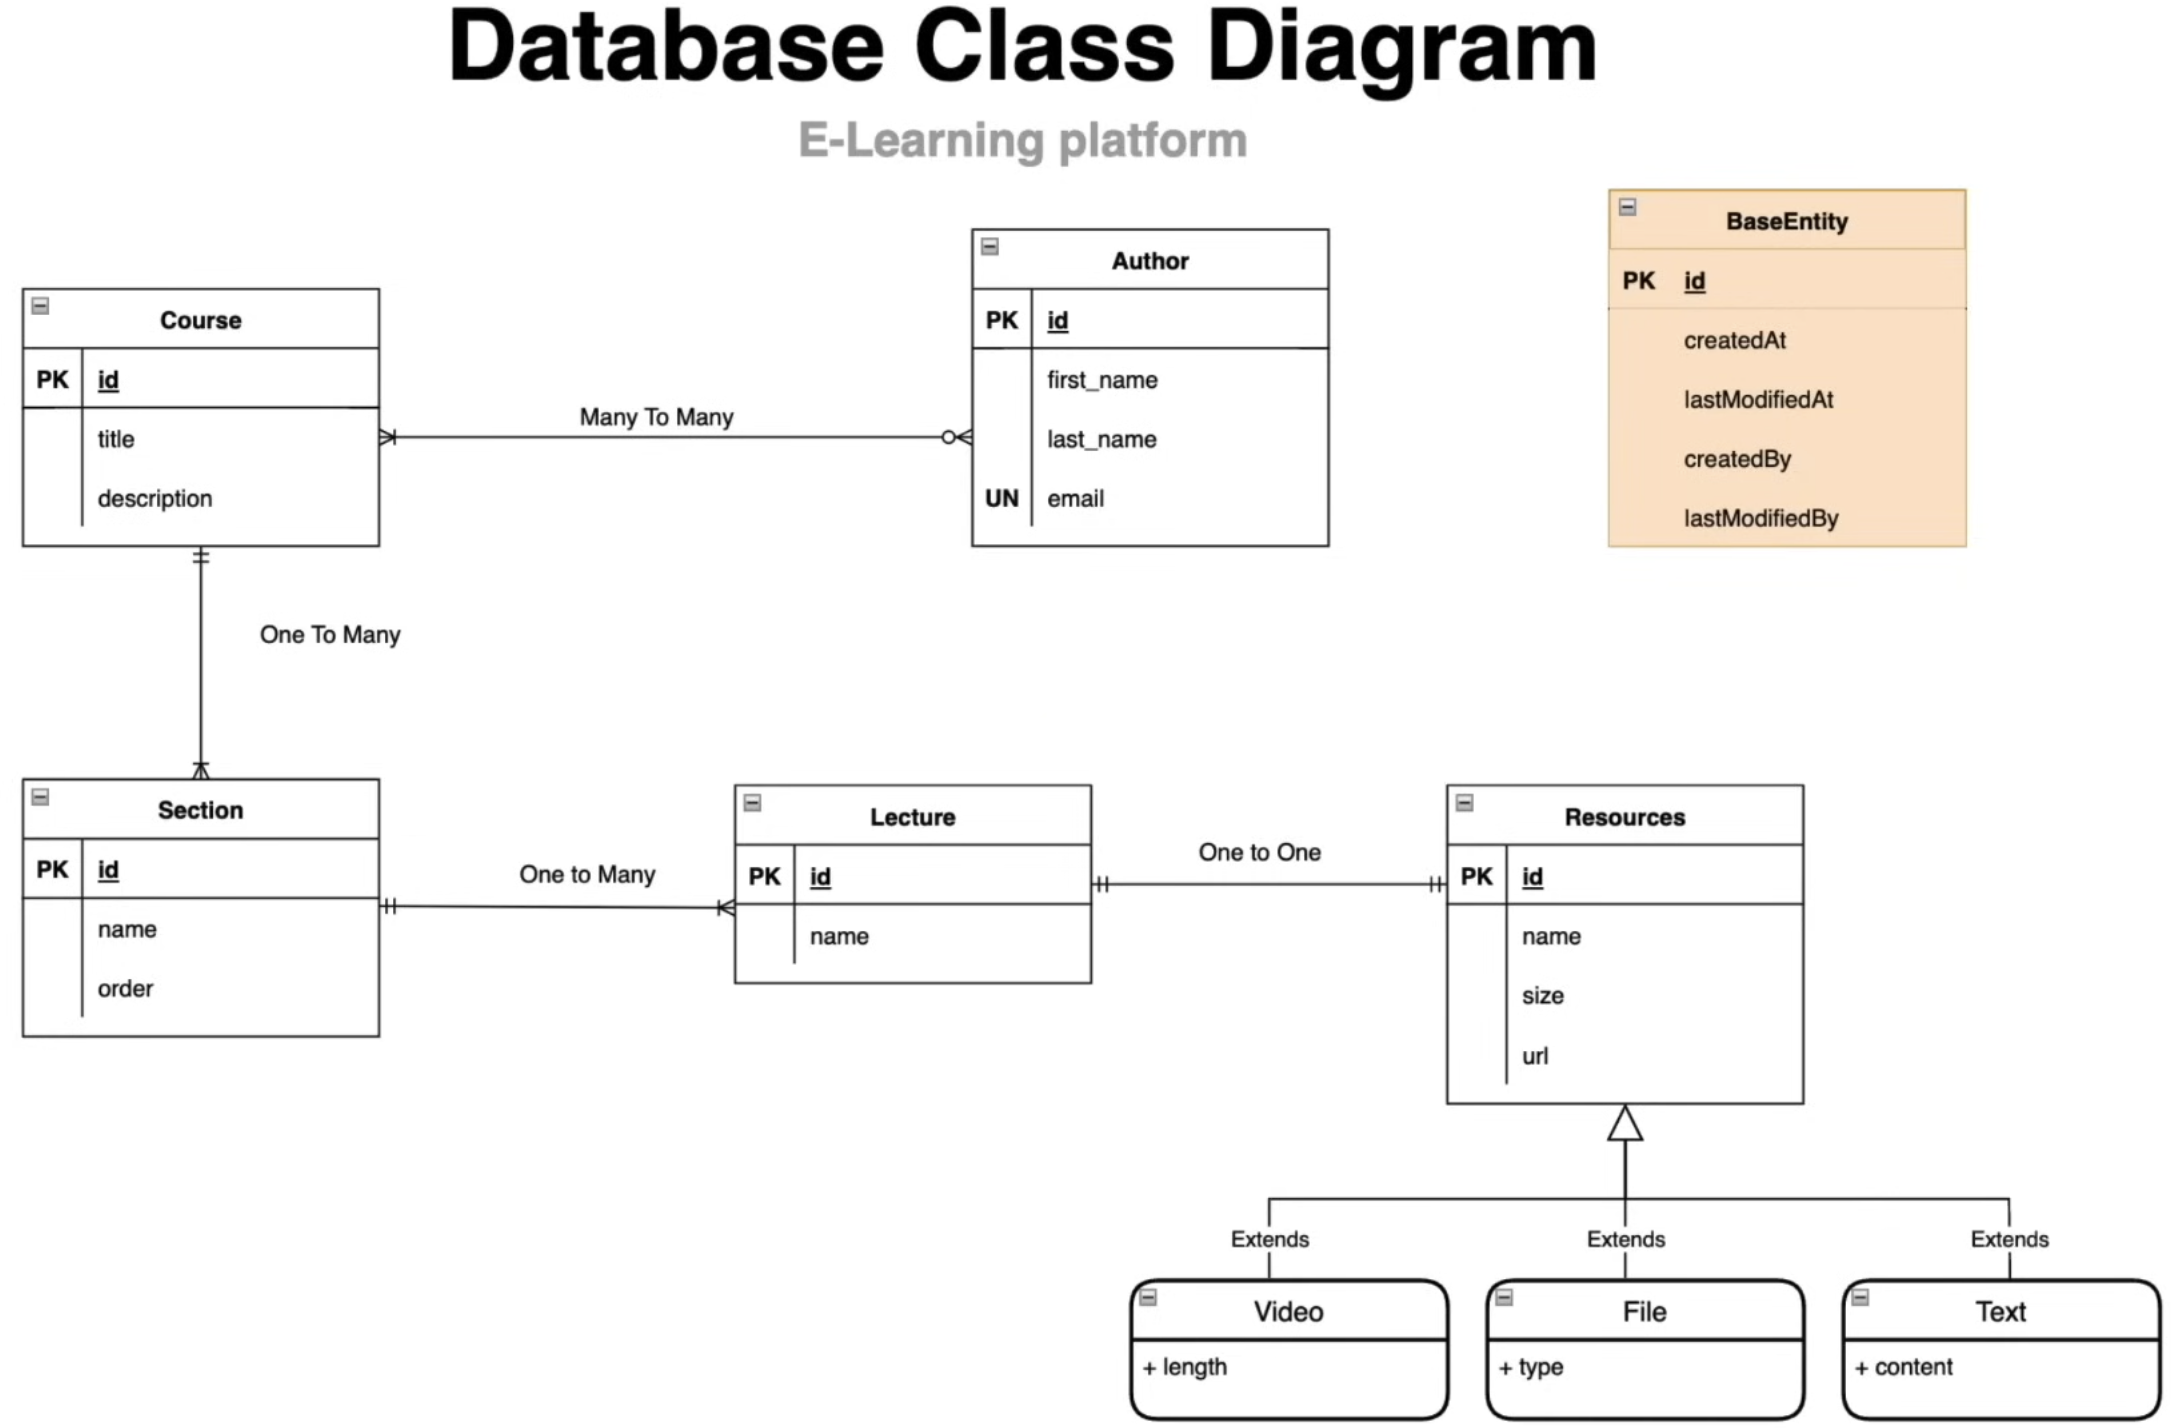 Database Class Diagram
E-Learning platform
BaseEntity
PK id
createdAt
lastModifiedAt
createdBy
lastModifiedBy
Author
PK id
first_name
last_name
UN email
Course
PK id
title
description
Many To Many
One To Many
Section
PK id
name
order
One to Many
Lecture
PK id
name
One to One
Resources
PK id
name
size
url
Extends
Extends
Extends
Video
+ length
File
+ type
Text
+ content